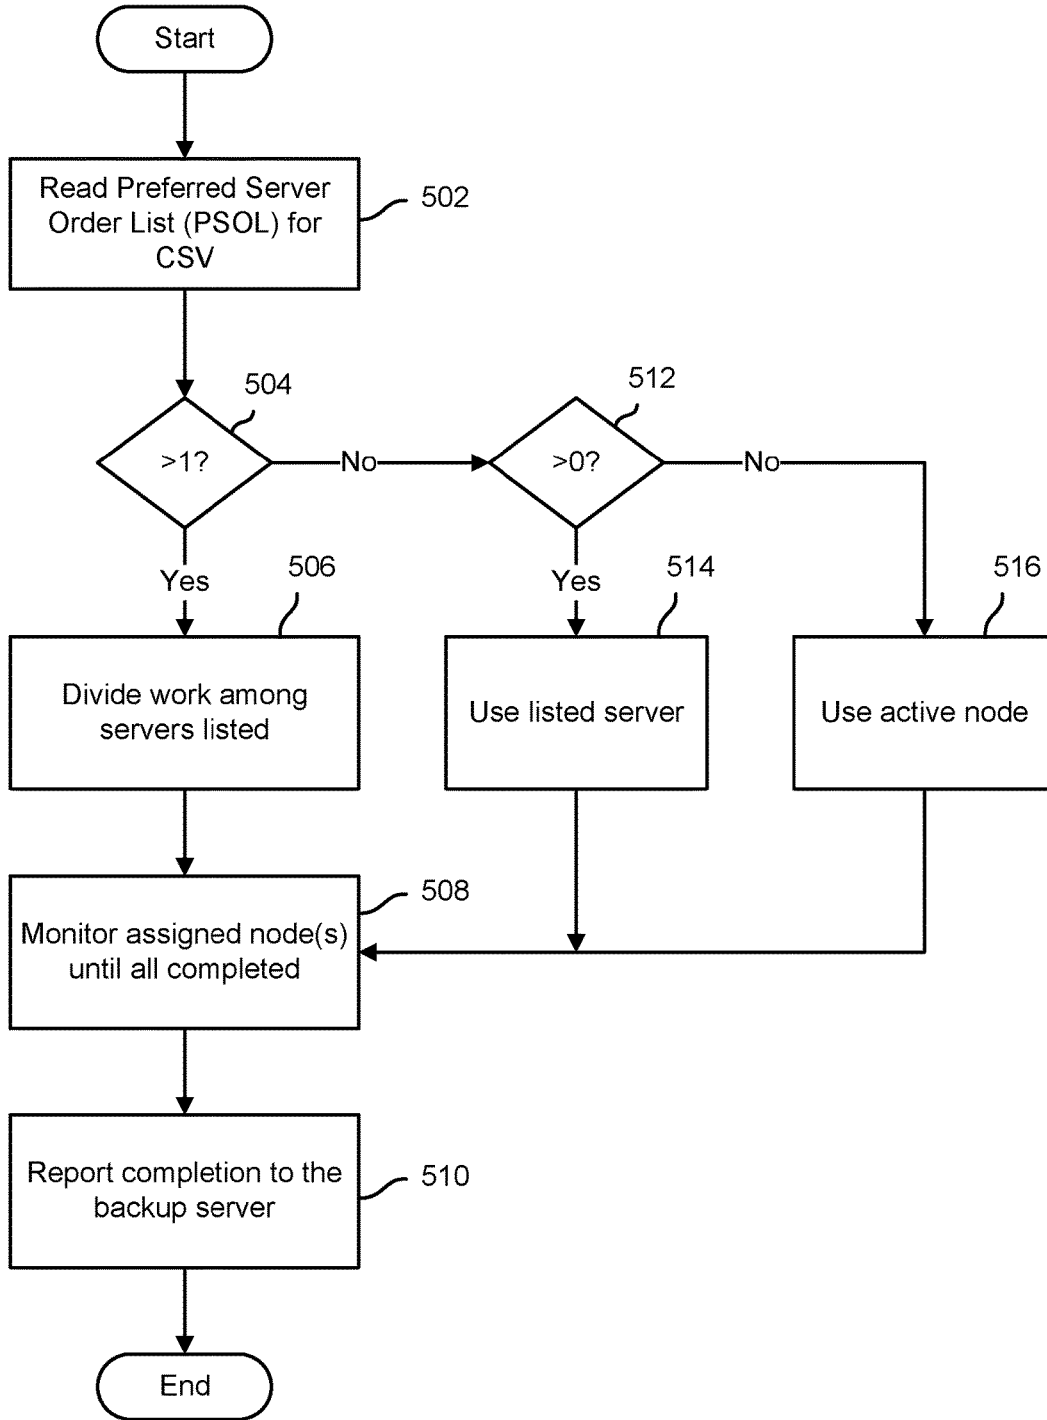 Start
Read Preferred Server
Order List (PSOL) for
CSV
502
504
512
>1?
No
>0?
No
Yes
506
Yes
514
516
Divide work among
servers listed
Use listed server
Use active node
508
Monitor assigned node(s)
until all completed
Report completion to the
backup server
510
End